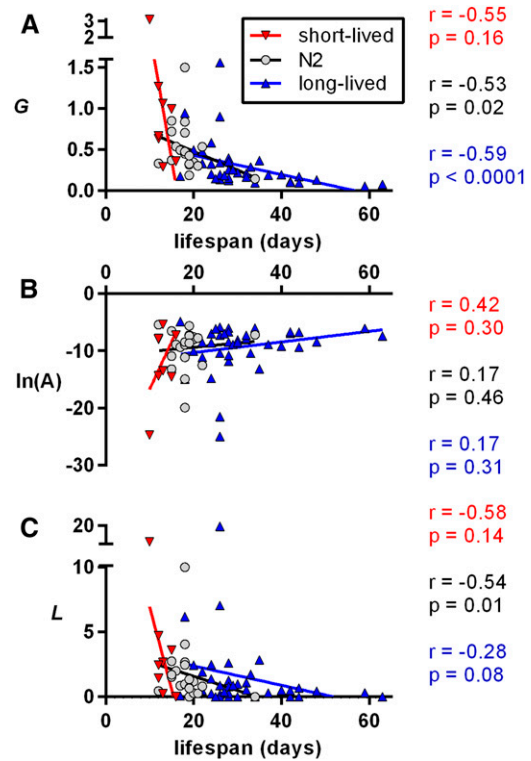 A
3
2
1.5
1.0
0.5
0.0
G
short-lived
N2
long-lived
r = -0.55
p = 0.16
r = -0.53
p = 0.02
r = -0.59
p < 0.0001
0 20 40 60
lifespan (days)
B
0 20 40 60
0
-10
-20
-30
ln(A)
r = 0.42
p = 0.30
r = 0.17
p = 0.46
r = 0.17
p = 0.31
C
20
10
5
0
L
r = -0.58
p = 0.14
r = -0.54
p = 0.01
r = -0.28
p = 0.08
0 20 40 60
lifespan (days)